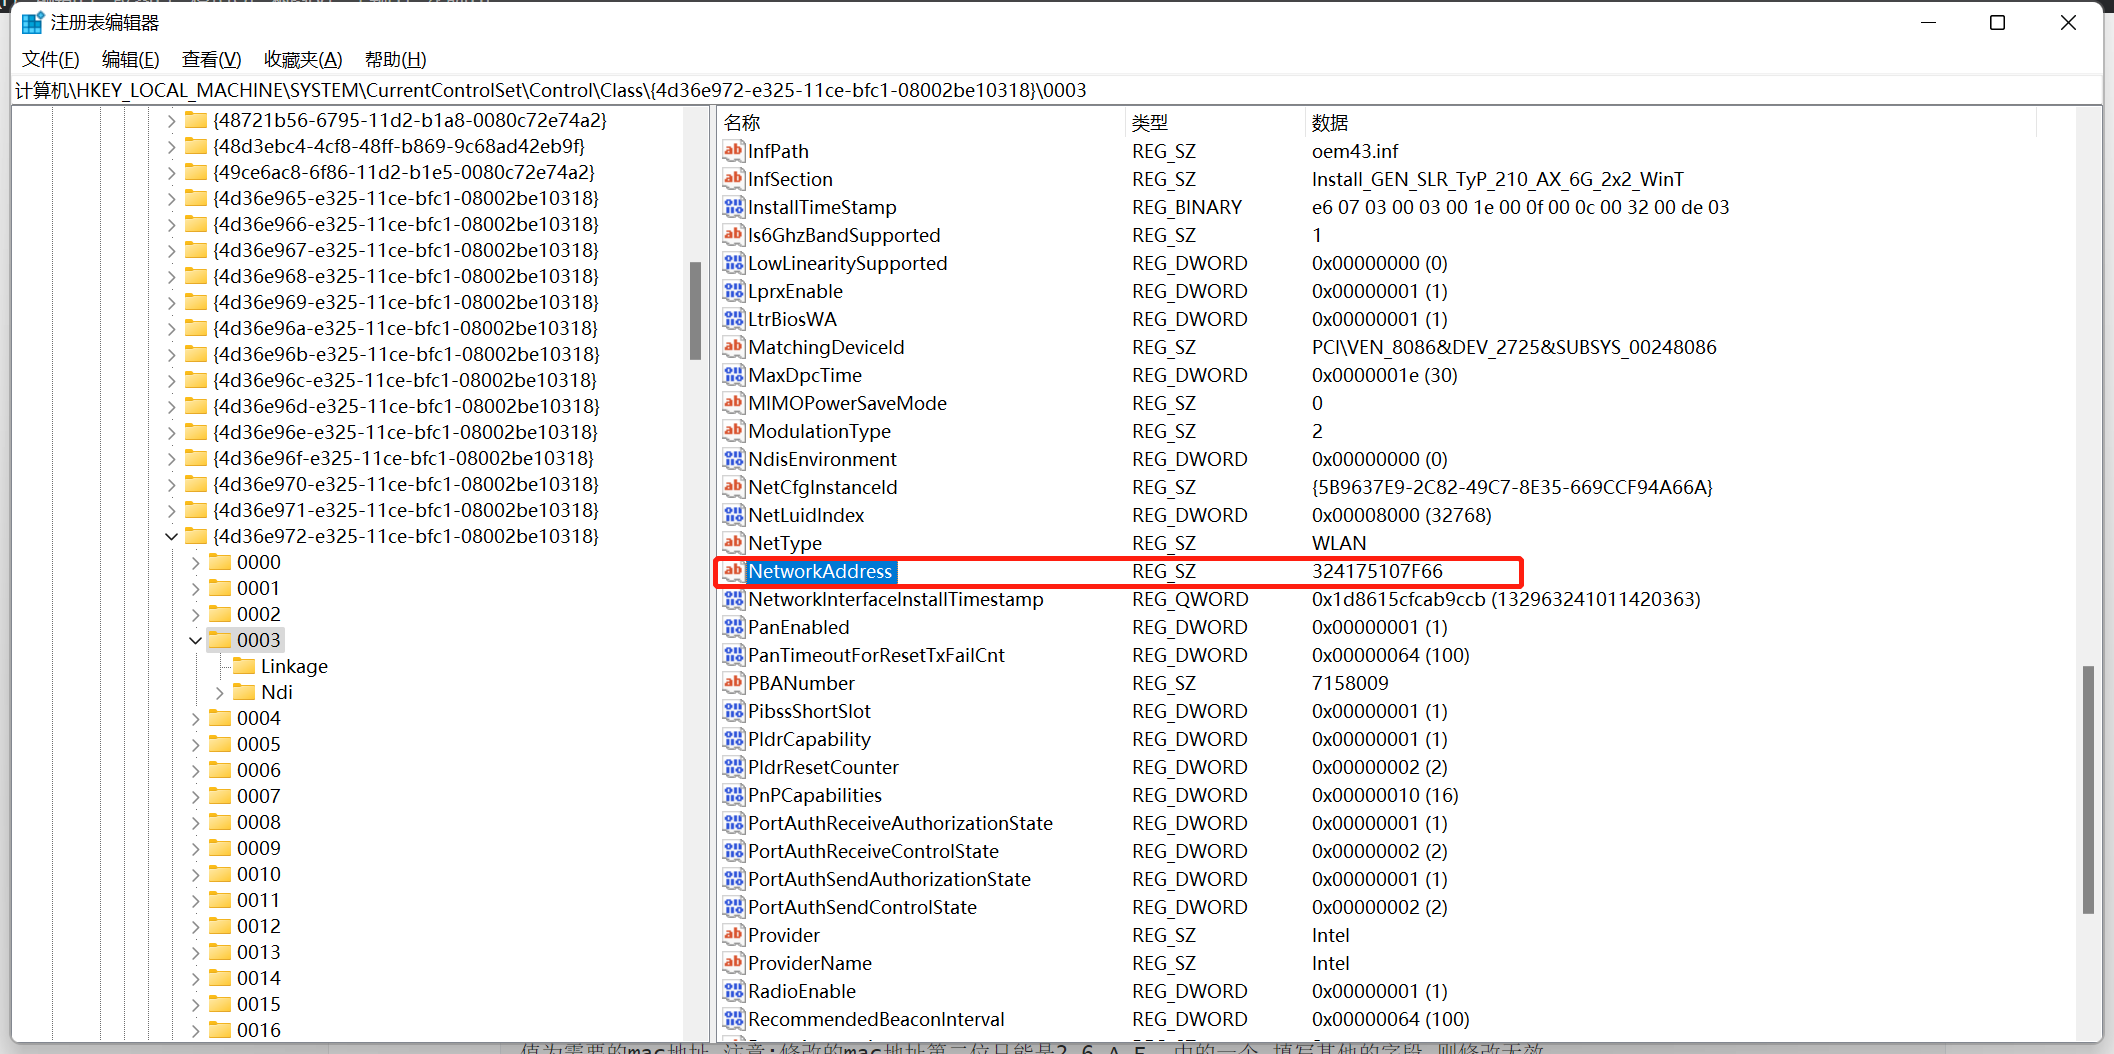 注册表编辑器
文件(F) 编辑(E) 查看(V) 收藏夹(A) 帮助(H)
计算机\HKEY_LOCAL_MACHINE\SYSTEM\CurrentControlSet\Control\Class\{4d36e972-e325-11ce-bfc1-08002be10318}\0003
{48721b56-6795-11d2-b1a8-0080c72e74a2}
{48d3ebc4-4cf8-48ff-b869-9c68ad42eb9f}
{49ce6ac8-6f86-11d2-b1e5-0080c72e74a2}
{4d36e965-e325-11ce-bfc1-08002be10318}
{4d36e966-e325-11ce-bfc1-08002be10318}
{4d36e967-e325-11ce-bfc1-08002be10318}
{4d36e968-e325-11ce-bfc1-08002be10318}
{4d36e969-e325-11ce-bfc1-08002be10318}
{4d36e96a-e325-11ce-bfc1-08002be10318}
{4d36e96b-e325-11ce-bfc1-08002be10318}
{4d36e96c-e325-11ce-bfc1-08002be10318}
{4d36e96d-e325-11ce-bfc1-08002be10318}
{4d36e96e-e325-11ce-bfc1-08002be10318}
{4d36e96f-e325-11ce-bfc1-08002be10318}
{4d36e970-e325-11ce-bfc1-08002be10318}
{4d36e971-e325-11ce-bfc1-08002be10318}
{4d36e972-e325-11ce-bfc1-08002be10318}
0000
0001
0002
0003
Linkage
Ndi
0004
0005
0006
0007
0008
0009
0010
0011
0012
0013
0014
0015
0016
名称 类型 数据
InfPath REG_SZ oem43.inf
InfSection REG_SZ Install_GEN_SLR_TyP_210_AX_6G_2x2_WinT
InstallTimeStamp REG_BINARY e6 07 03 00 03 00 1e 00 0f 00 0c 00 32 00 de 03
Is6GhzBandSupported REG_SZ 1
LowLinearitySupported REG_DWORD 0x00000000 (0)
LprxEnable REG_DWORD 0x00000001 (1)
LtrBiosWA REG_DWORD 0x00000001 (1)
MatchingDeviceId REG_SZ PCI\VEN_8086&DEV_2725&SUBSYS_00248086
MaxDpcTime REG_DWORD 0x0000001e (30)
MIMOPowerSaveMode REG_SZ 0
ModulationType REG_SZ 2
NdisEnvironment REG_DWORD 0x00000000 (0)
NetCfgInstanceId REG_SZ {5B9637E9-2C82-49C7-8E35-669CCF94A66A}
NetLuidIndex REG_DWORD 0x00008000 (32768)
NetType REG_SZ WLAN
NetworkAddress REG_SZ 324175107F66
NetworkInterfaceInstallTimestamp REG_QWORD 0x1d8615cfcab9ccb (132963241011420363)
PanEnabled REG_DWORD 0x00000001 (1)
PanTimeoutForResetTxFailCnt REG_DWORD 0x00000064 (100)
PBANumber REG_SZ 7158009
PibssShortSlot REG_DWORD 0x00000001 (1)
PldrCapability REG_DWORD 0x00000001 (1)
PldrResetCounter REG_DWORD 0x00000002 (2)
PnPCapabilities REG_DWORD 0x00000010 (16)
PortAuthReceiveAuthorizationState REG_DWORD 0x00000001 (1)
PortAuthReceiveControlState REG_DWORD 0x00000002 (2)
PortAuthSendAuthorizationState REG_DWORD 0x00000001 (1)
PortAuthSendControlState REG_DWORD 0x00000002 (2)
Provider REG_SZ Intel
ProviderName REG_SZ Intel
RadioEnable REG_DWORD 0x00000001 (1)
RecommendedBeaconInterval REG_DWORD 0x00000064 (100)